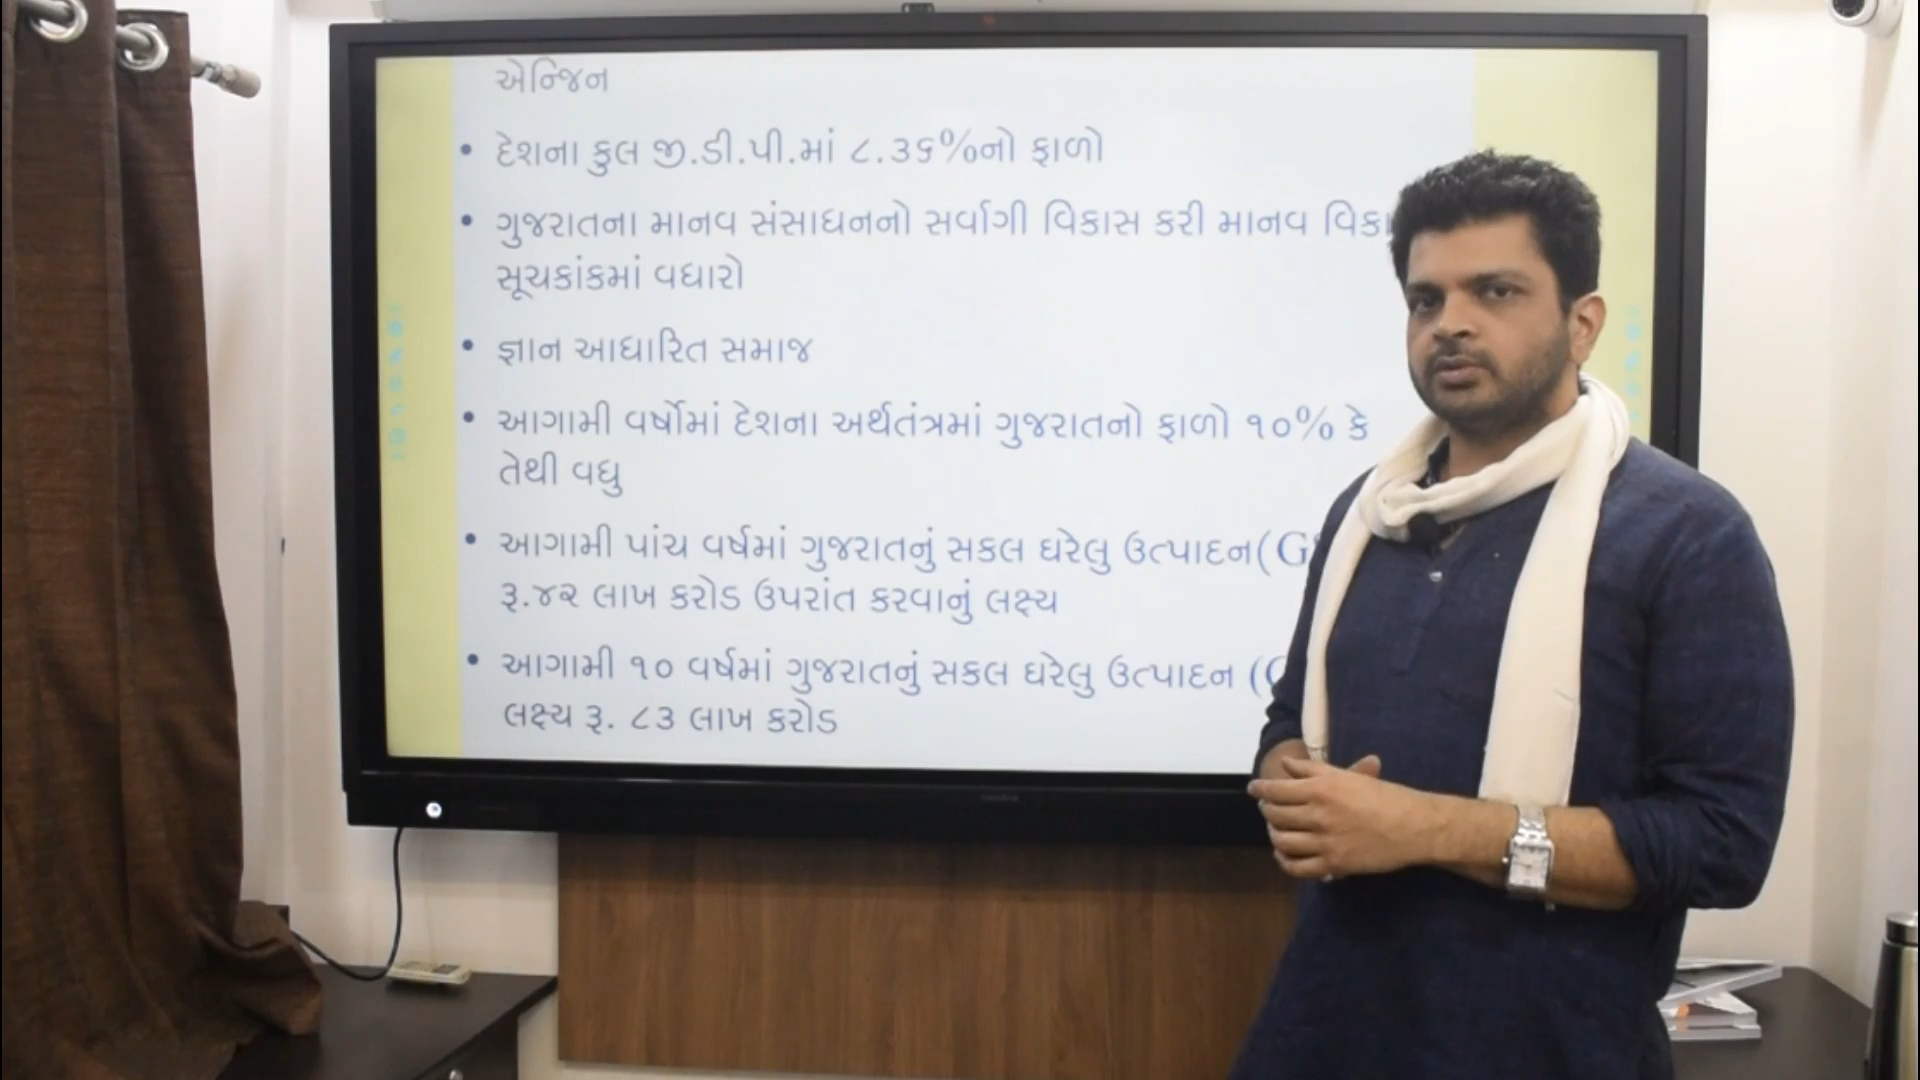 એન્જિન
• દેશના કુલ જી.ડી.પી.માં ૮.૩૬%નો ફાળો
• ગુજરાતના માનવ સંસાધનનો સર્વાંગી વિકાસ કરી માનવ
સૂચકાંકમાં વધારો
• જ્ઞાન આધારિત સમાજ
• આગામી વર્ષોમાં દેશના અર્થતંત્રમાં ગુજરાતનો ફાળો ૧૦% કે
તેથી વધુ
• આગામી પાંચ વર્ષમાં ગુજરાતનું સકલ ઘરેલુ ઉત્પાદન
રૂ.૪૨ લાખ કરોડ ઉપરાંત કરવાનું લક્ષ્ય
• આગામી ૧૦ વર્ષમાં ગુજરાતનું સકલ ઘરેલુ ઉત્પાદન
લક્ષ્ય રૂ. ૮૩ લાખ કરોડ